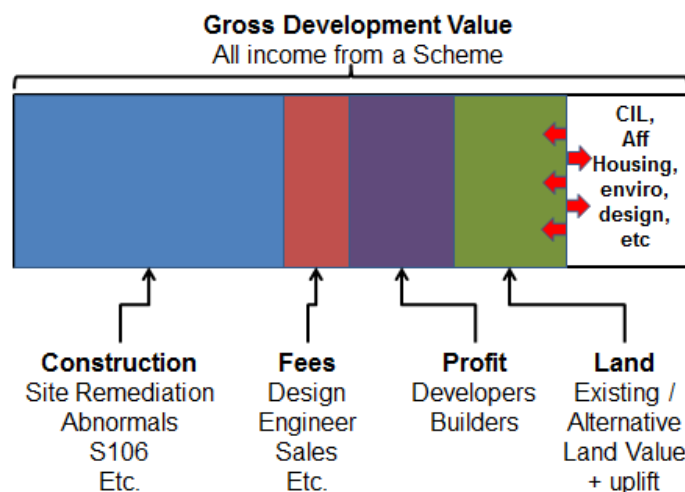 Gross Development Value
All income from a Scheme
CIL,
Aff
Housing,
enviro,
design,
etc
Construction
Site Remediation
Abnormals
S106
Etc.
Fees
Design
Engineer
Sales
Etc.
Profit
Developers
Builders
Land
Existing /
Alternative
Land Value
+ uplift